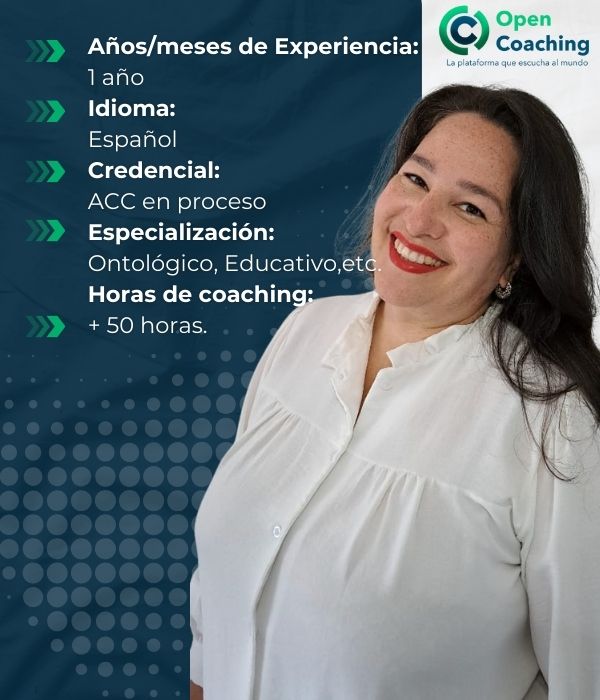 Open
Coaching
La plataforma que escucha al mundo
Años/meses de Experiencia:
1 año
Idioma:
Español
Credencial:
ACC en proceso
Especialización:
Ontológico, Educativo,etc.
Horas de coaching:
+ 50 horas.